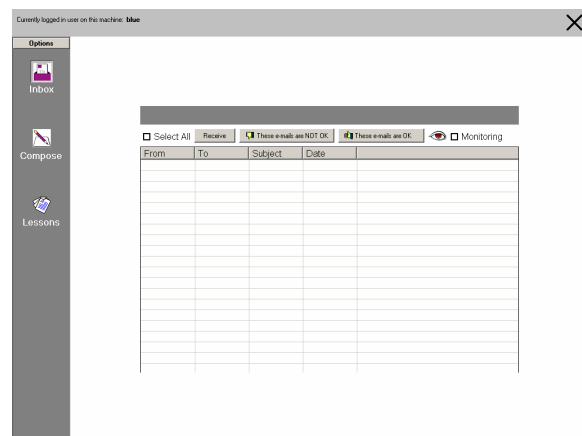 Currently logged in user on this machine: blue
Options
Inbox
Compose
Lessons
Select All Receive These e-mails are NOT OK These e-mails are OK Monitoring
From To Subject Date